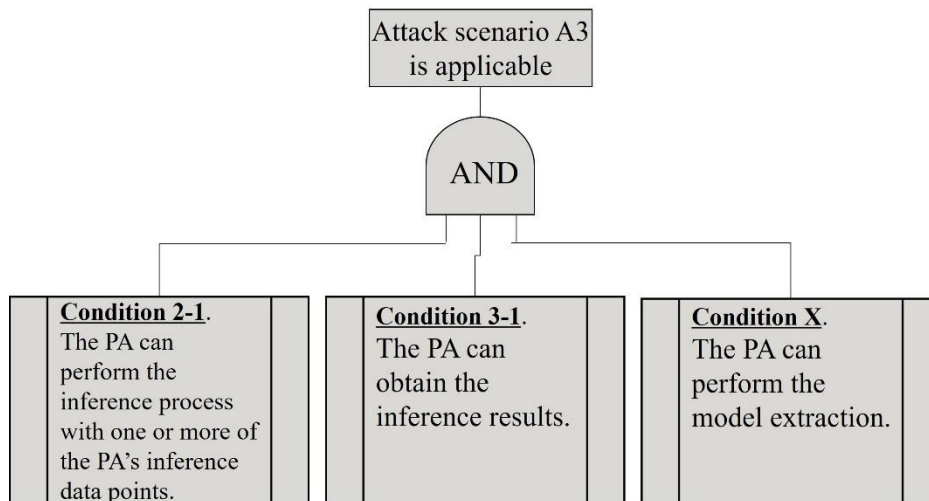 Attack scenario A3
is applicable
AND
Condition 2-1.
The PA can
perform the
inference process
with one or more of
the PA's inference
data points.
Condition 3-1.
The PA can
obtain the
inference results.
Condition X.
The PA can
perform the
model extraction.